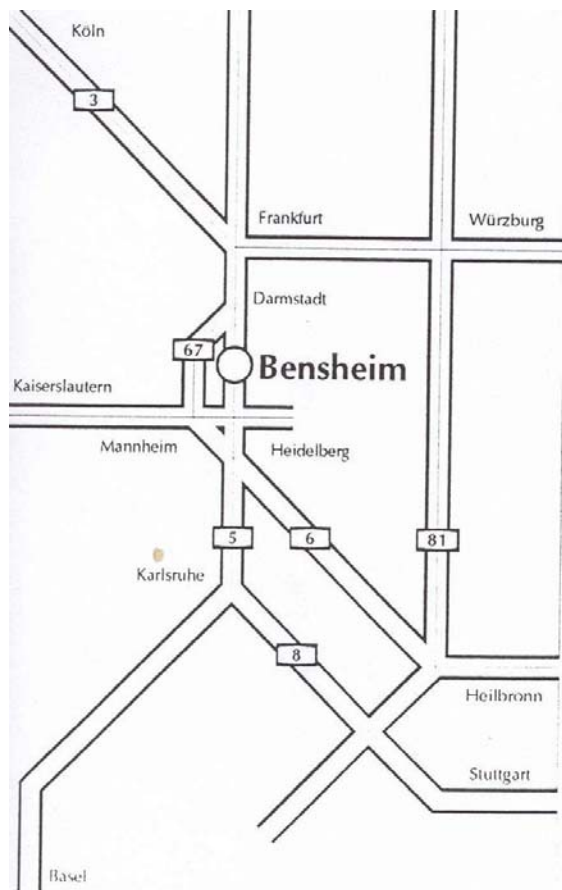 Köln
3
Frankfurt
Würzburg
Darmstadt
67
Bensheim
Kaiserslautern
Mannheim
Heidelberg
5
6
81
Karlsruhe
8
Heilbronn
Stuttgart
Basel